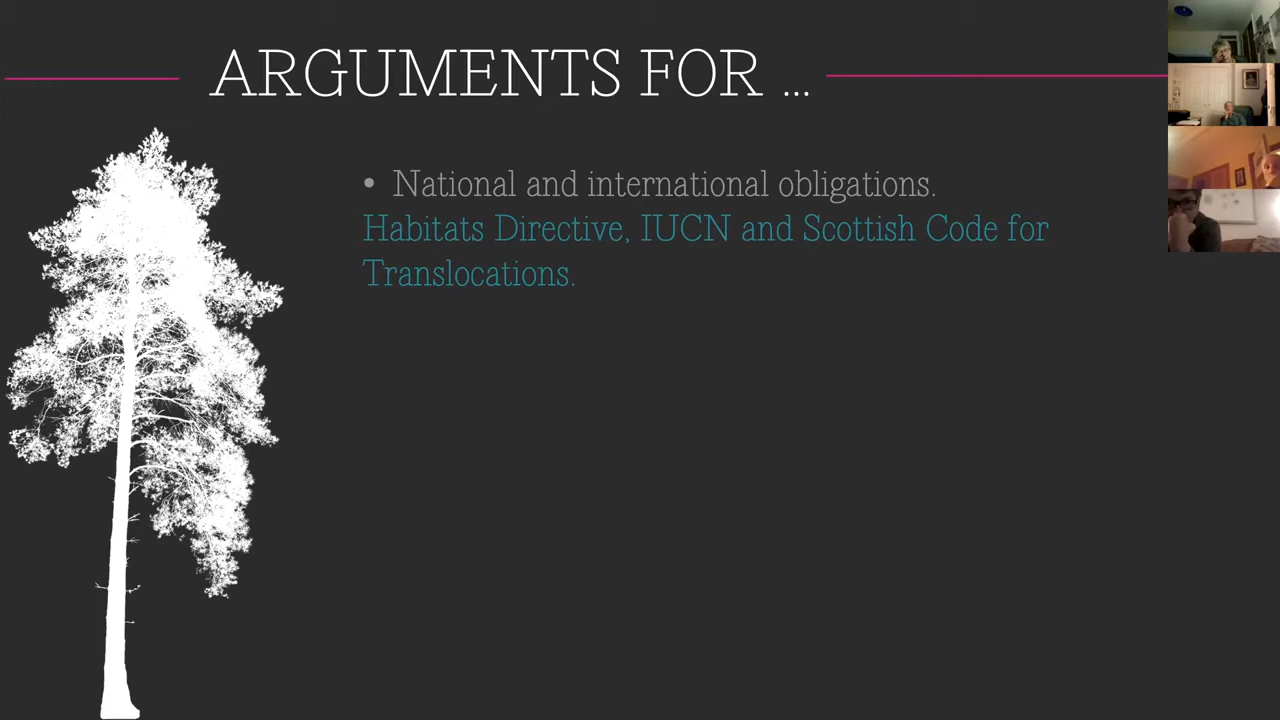 ARGUMENTS FOR ...
• National and international obligations.
Habitats Directive, IUCN and Scottish Code for
Translocations.